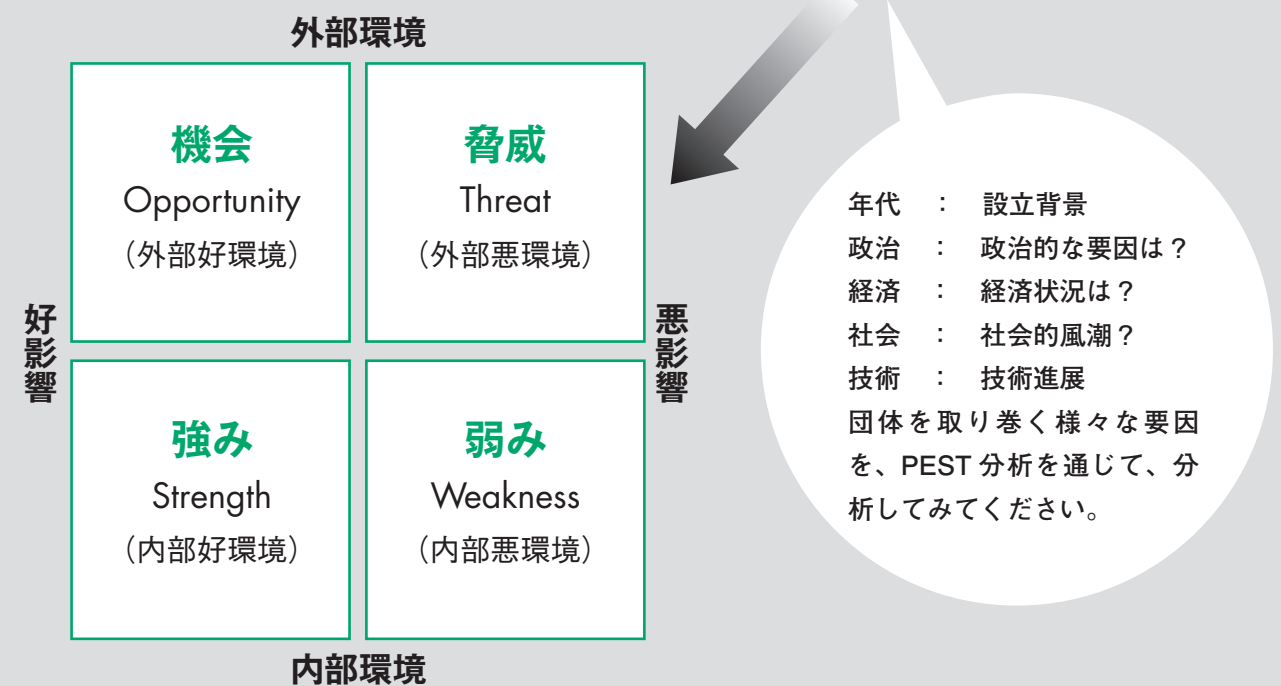 外部環境
機会
Opportunity
（外部好環境）
脅威
Threat
（外部悪環境）
好影響
悪影響
強み
Strength
（内部好環境）
弱み
Weakness
（内部悪環境）
内部環境
年代　：　設立背景
政治　：　政治的な要因は？
経済　：　経済状況は？
社会　：　社会的風潮？
技術　：　技術進展
団体を取り巻く様々な要因
を、PEST 分析を通じて、分
析してみてください。